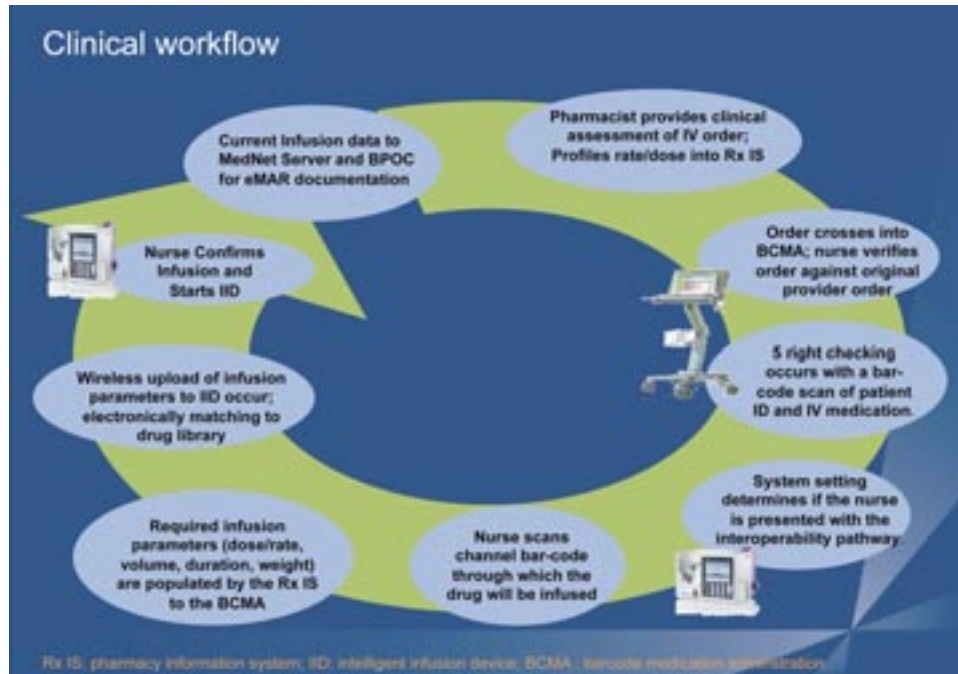 Clinical workflow
Pharmacist provides clinical
assessment of IV order;
Profiles rate/dose into Rx IS
Order crosses into
BCMA; nurse verifies
order against original
provider order
5 right checking
occurs with a bar-
code scan of patient
ID and IV medication.
System setting
determines if the nurse
is presented with the
interoperability pathway.
Nurse scans
channel bar-code
through which the
drug will be infused
Required infusion
parameters (dose/rate,
volume, duration, weight)
are populated by the Rx IS
to the BCMA
Wireless upload of infusion
parameters to IID occur;
electronically matching to
drug library
Nurse Confirms
Infusion and
Starts IID
Current Infusion data to
MedNet Server and BPOC
for eMAR documentation
Rx IS: pharmacy information system; IID: intelligent infusion device; BCMA : barcode medication administration